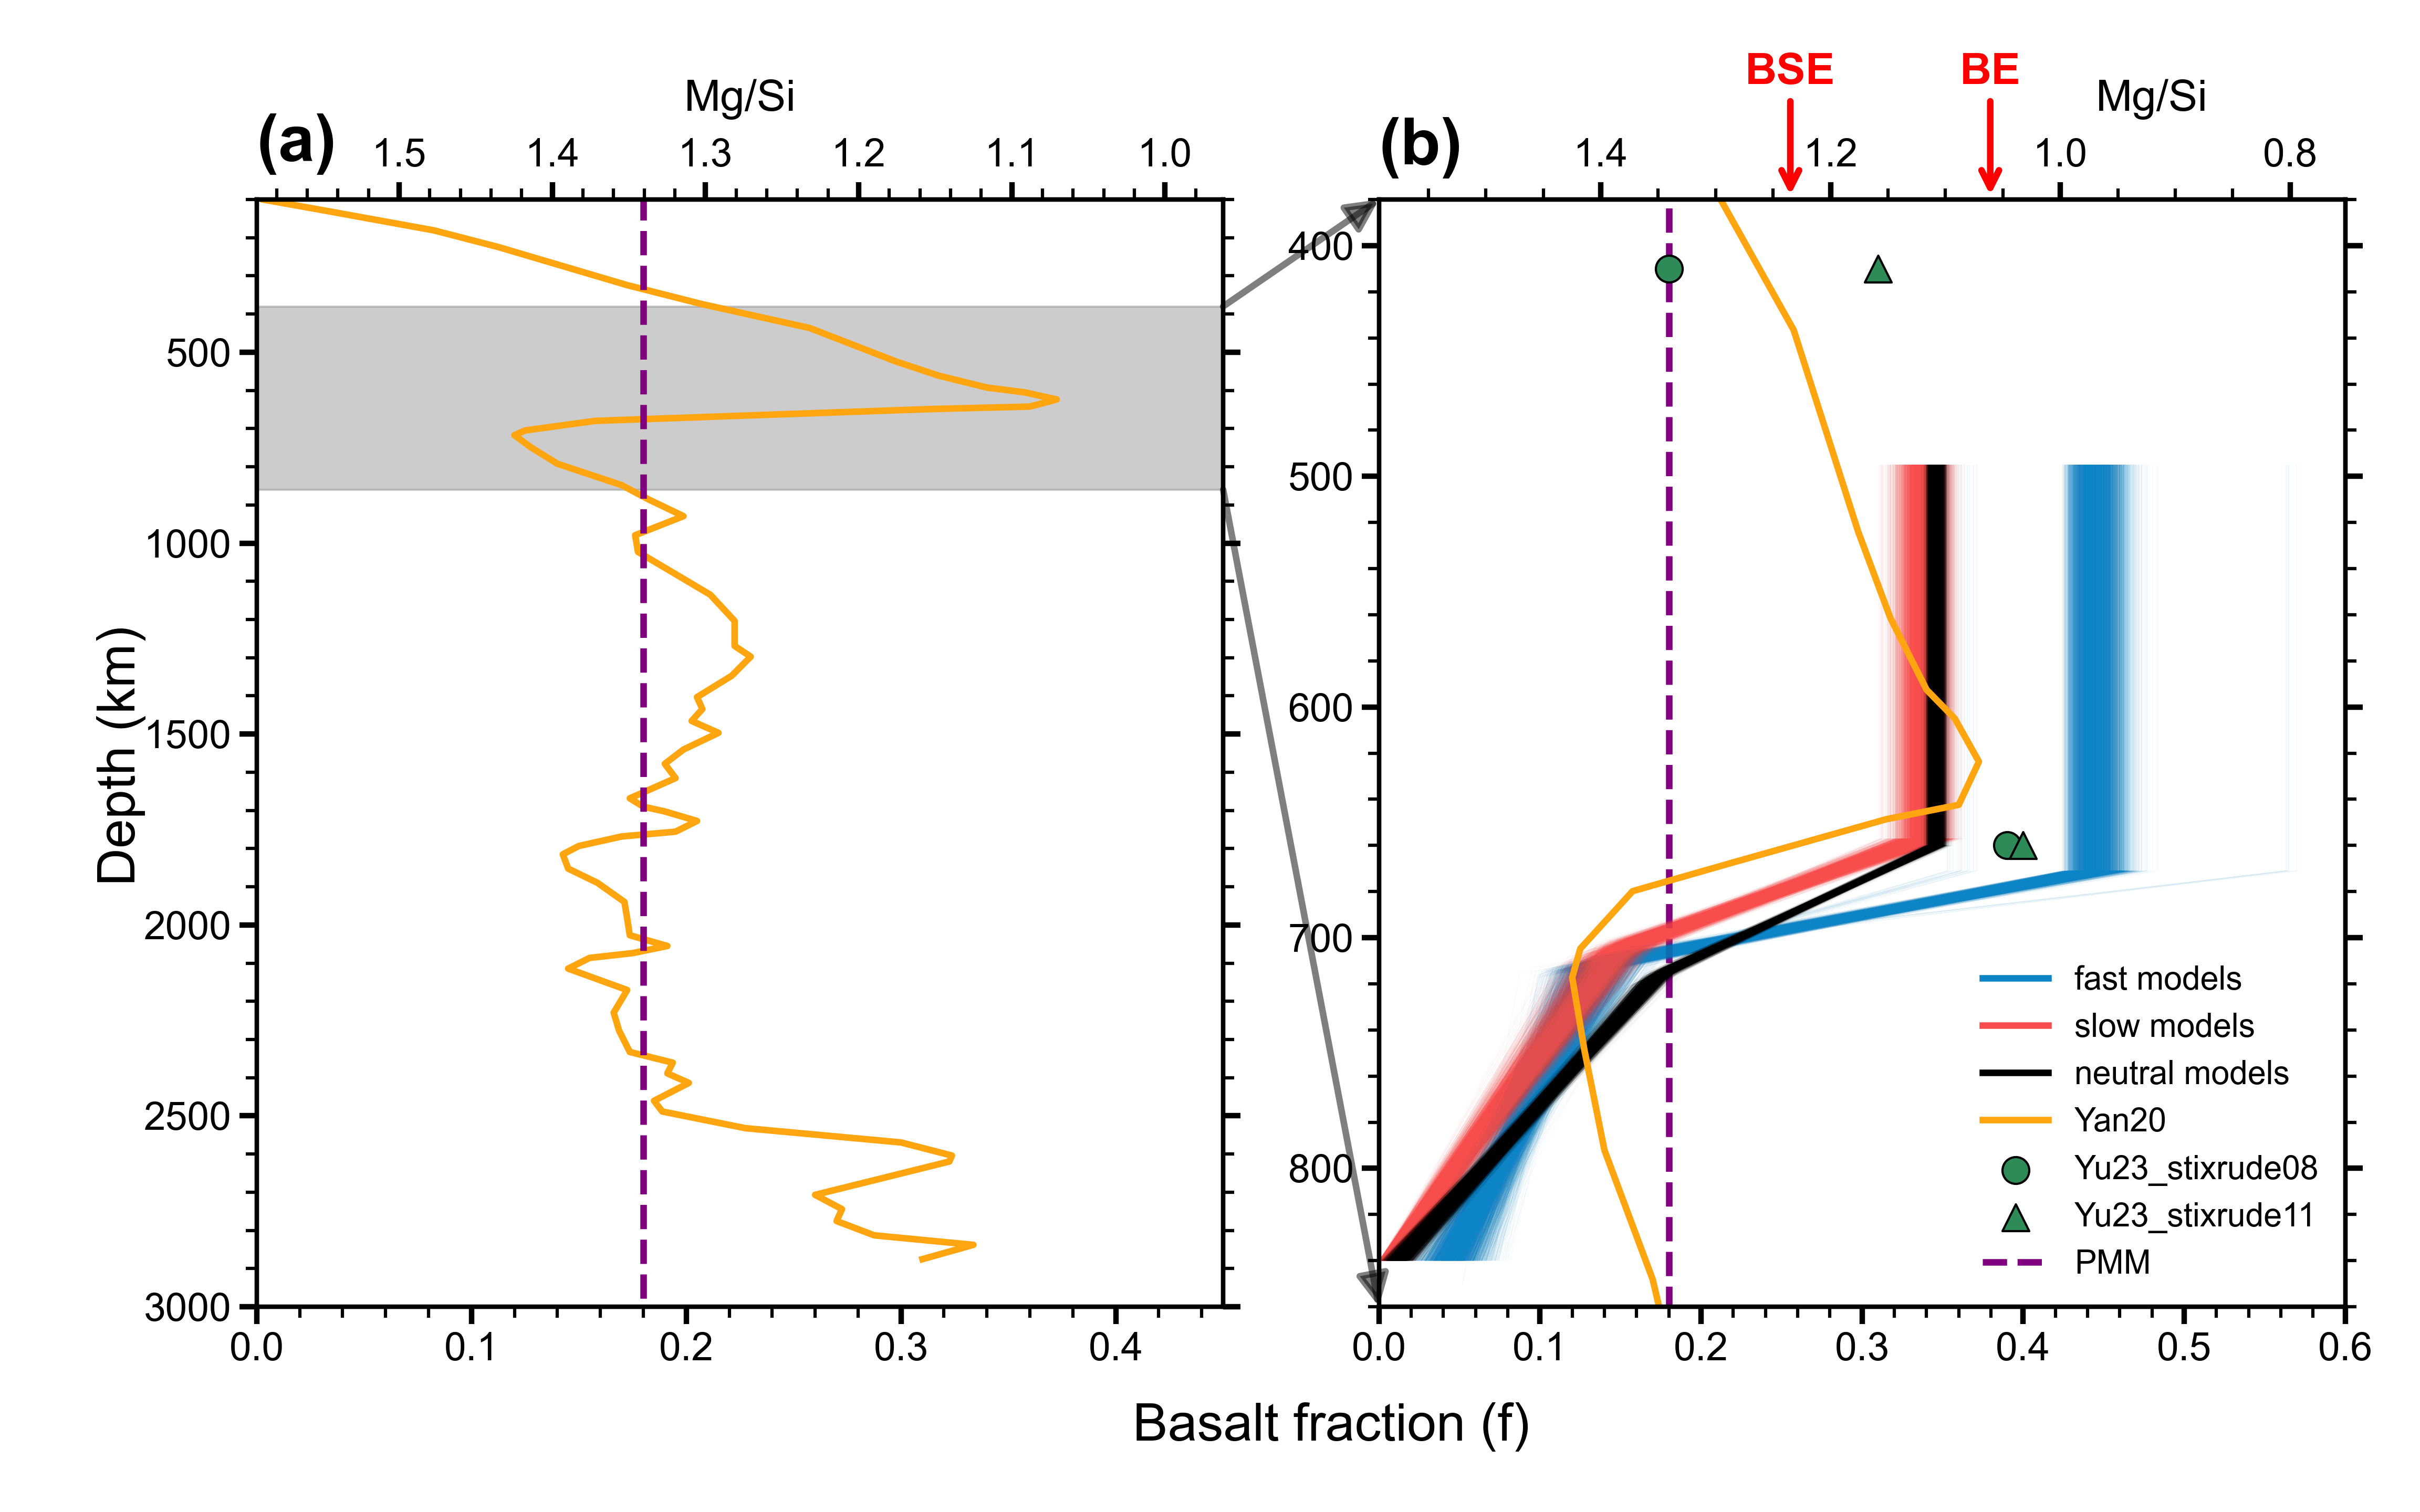 BSE BE
Mg/Si Mg/Si
(a) 1.5 1.4 1.3 1.2 1.1 1.0
(b) 1.4 1.2 1.0 0.8
Depth (km)
500
1000
1500
2000
2500
3000
0.0 0.1 0.2 0.3 0.4
400
500
600
700
800
fast models
slow models
neutral models
Yan20
Yu23_stixrude08
Yu23_stixrude11
PMM
0.0 0.1 0.2 0.3 0.4 0.5 0.6
Basalt fraction (f)